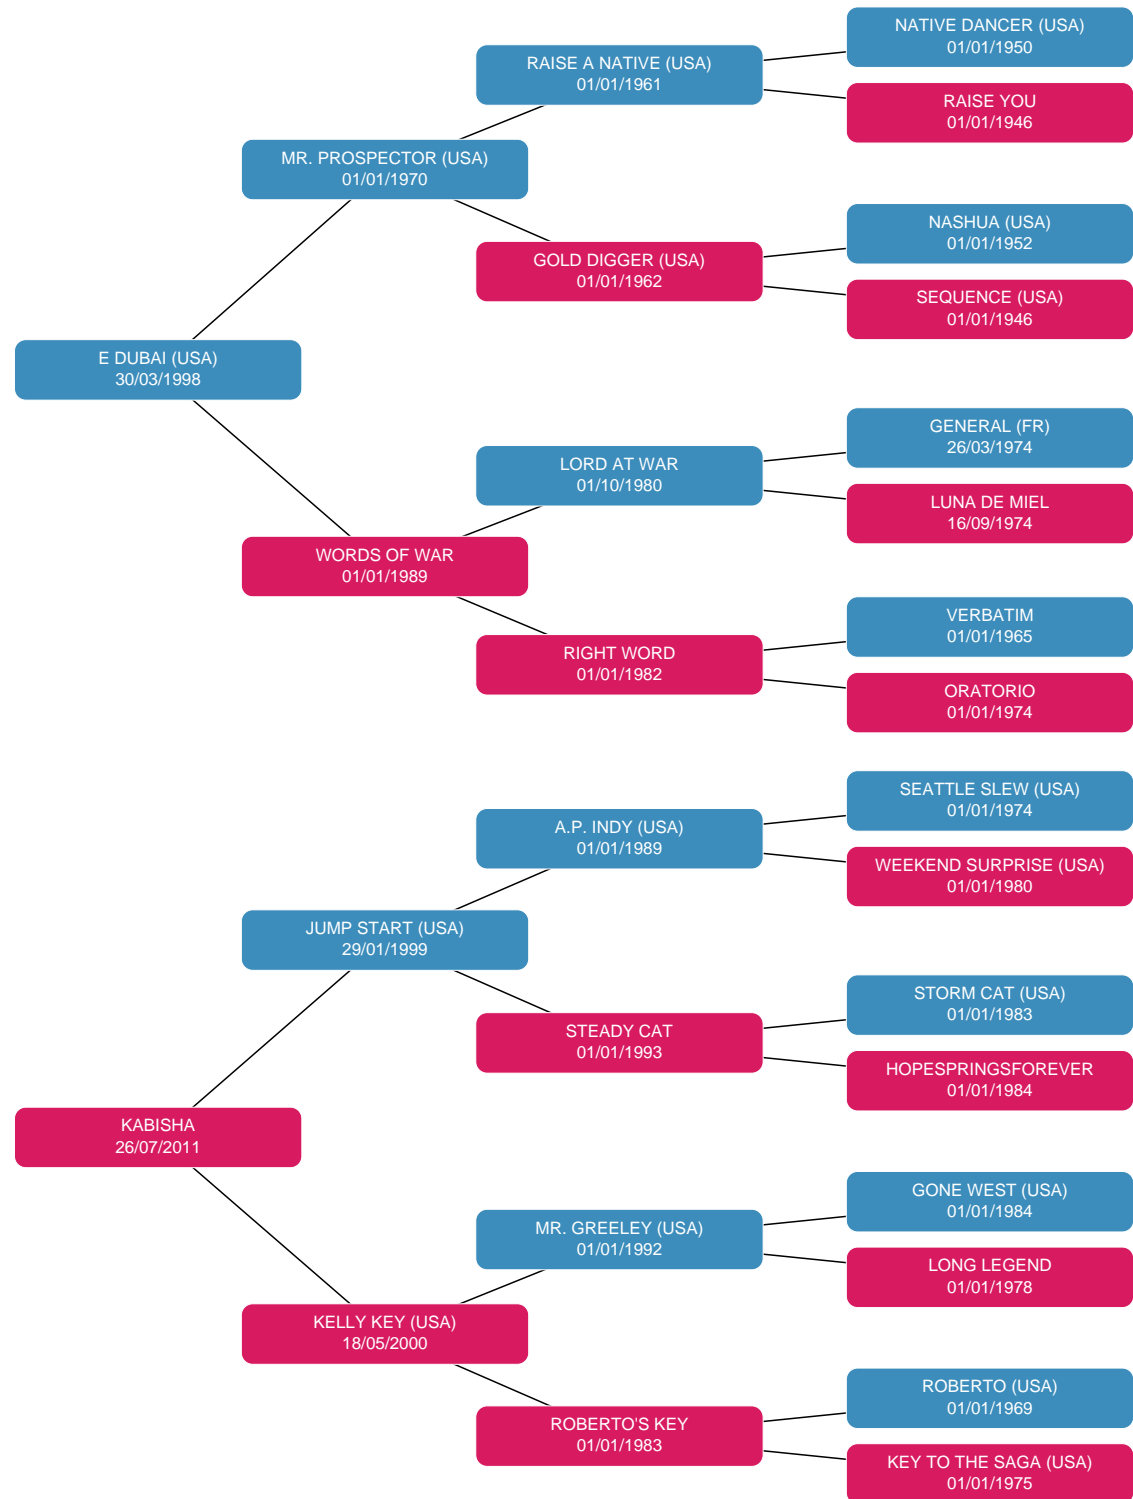 NATIVE DANCER (USA)
01/01/1950
RAISE A NATIVE (USA)
01/01/1961
RAISE YOU
01/01/1946
MR. PROSPECTOR (USA)
01/01/1970
NASHUA (USA)
01/01/1952
GOLD DIGGER (USA)
01/01/1962
SEQUENCE (USA)
01/01/1946
E DUBAI (USA)
30/03/1998
GENERAL (FR)
26/03/1974
LORD AT WAR
01/10/1980
LUNA DE MIEL
16/09/1974
WORDS OF WAR
01/01/1989
VERBATIM
01/01/1965
RIGHT WORD
01/01/1982
ORATORIO
01/01/1974
SEATTLE SLEW (USA)
01/01/1974
A.P. INDY (USA)
01/01/1989
WEEKEND SURPRISE (USA)
01/01/1980
JUMP START (USA)
29/01/1999
STORM CAT (USA)
01/01/1983
STEADY CAT
01/01/1993
HOPESPRINGSFOREVER
01/01/1984
KABISHA
26/07/2011
GONE WEST (USA)
01/01/1984
MR. GREELEY (USA)
01/01/1992
LONG LEGEND
01/01/1978
KELLY KEY (USA)
18/05/2000
ROBERTO (USA)
01/01/1969
ROBERTO'S KEY
01/01/1983
KEY TO THE SAGA (USA)
01/01/1975